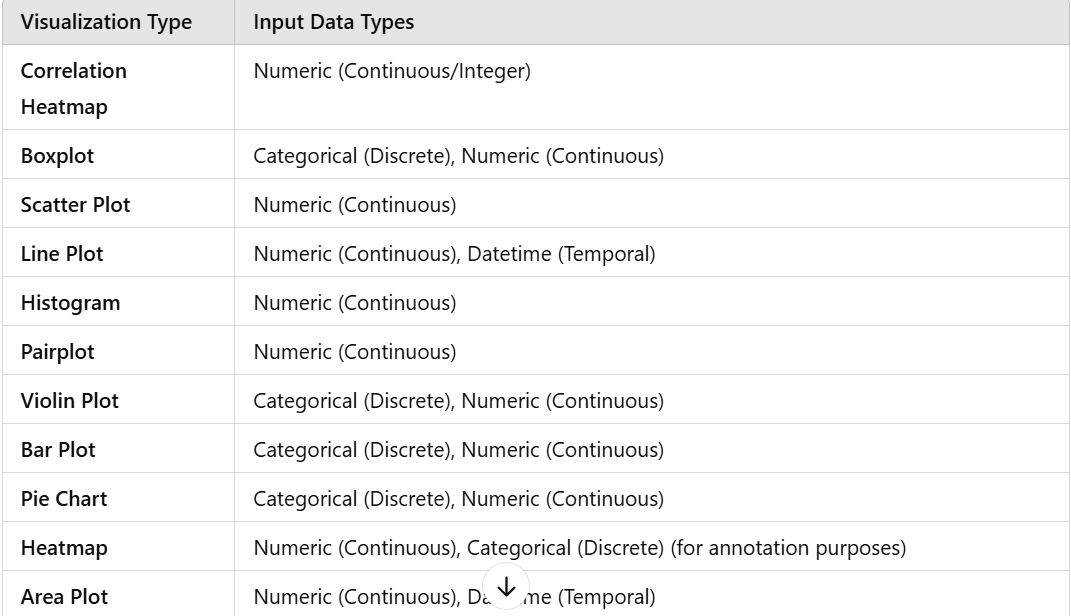 Visualization Type Input Data Types
Correlation Heatmap Numeric (Continuous/Integer)
Boxplot Categorical (Discrete), Numeric (Continuous)
Scatter Plot Numeric (Continuous)
Line Plot Numeric (Continuous), Datetime (Temporal)
Histogram Numeric (Continuous)
Pairplot Numeric (Continuous)
Violin Plot Categorical (Discrete), Numeric (Continuous)
Bar Plot Categorical (Discrete), Numeric (Continuous)
Pie Chart Categorical (Discrete), Numeric (Continuous)
Heatmap Numeric (Continuous), Categorical (Discrete) (for annotation purposes)
Area Plot Numeric (Continuous), (Temporal)